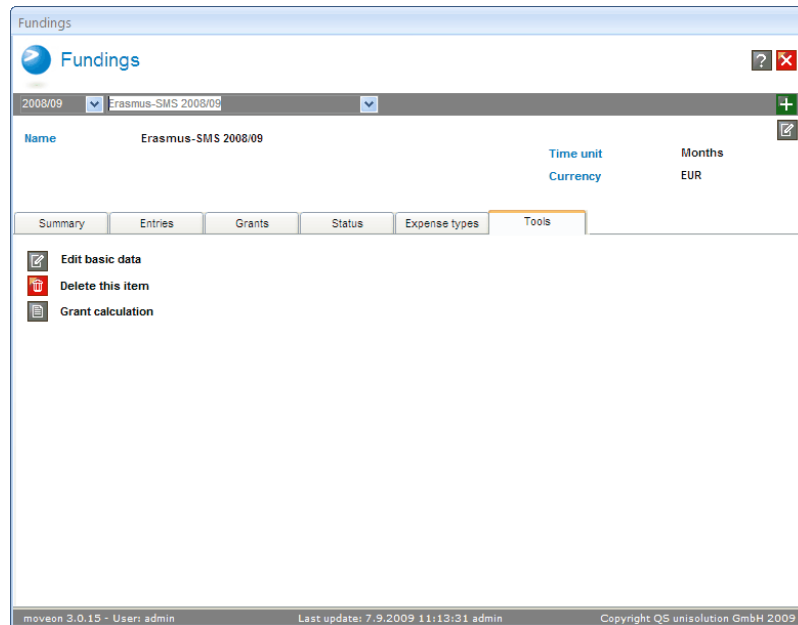 Fundings
Fundings
?
2008/09 Erasmus-SMS 2008/09
Name Erasmus-SMS 2008/09
Time unit Months
Currency EUR
Summary Entries Grants Status Expense types Tools
Edit basic data
Delete this item
Grant calculation
moveon 3.0.15 - User: admin Last update: 7.9.2009 11:13:31 admin Copyright QS unisolution GmbH 2009